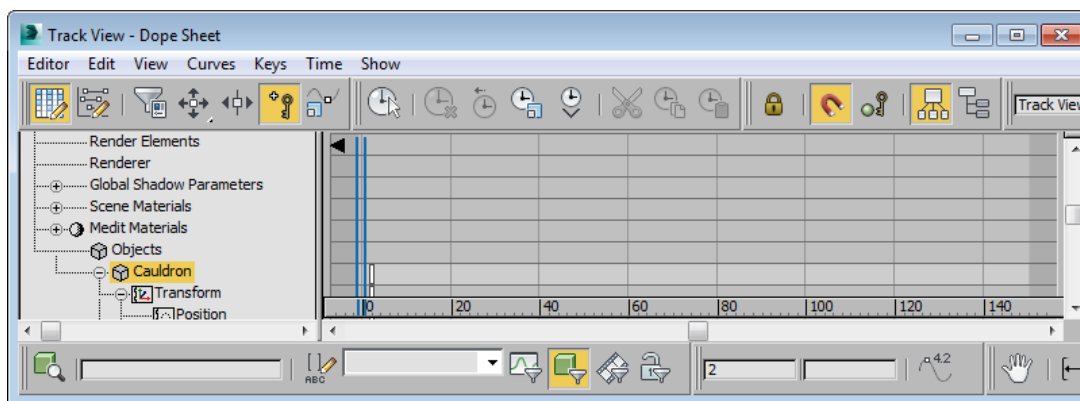 Track View - Dope Sheet
Editor Edit View Curves Keys Time Show
Track View
Render Elements
Renderer
Global Shadow Parameters
Scene Materials
Medit Materials
Objects
Cauldron
Transform
Position
0 20 40 60 80 100 120 140
ABC
1
2
4.2